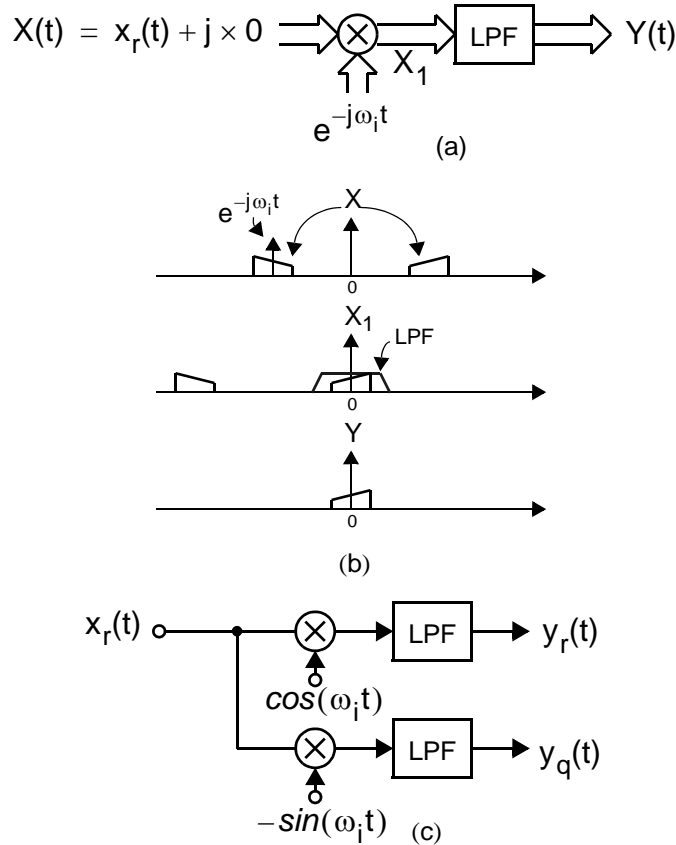 X(t) = x_r(t) + j × 0
X_1
LPF
Y(t)
e^{-jω_i t}
(a)
e^{-jω_i t}
X
0
X_1
LPF
0
Y
0
(b)
x_r(t)
LPF
y_r(t)
cos(ω_i t)
LPF
y_q(t)
-sin(ω_i t)
(c)